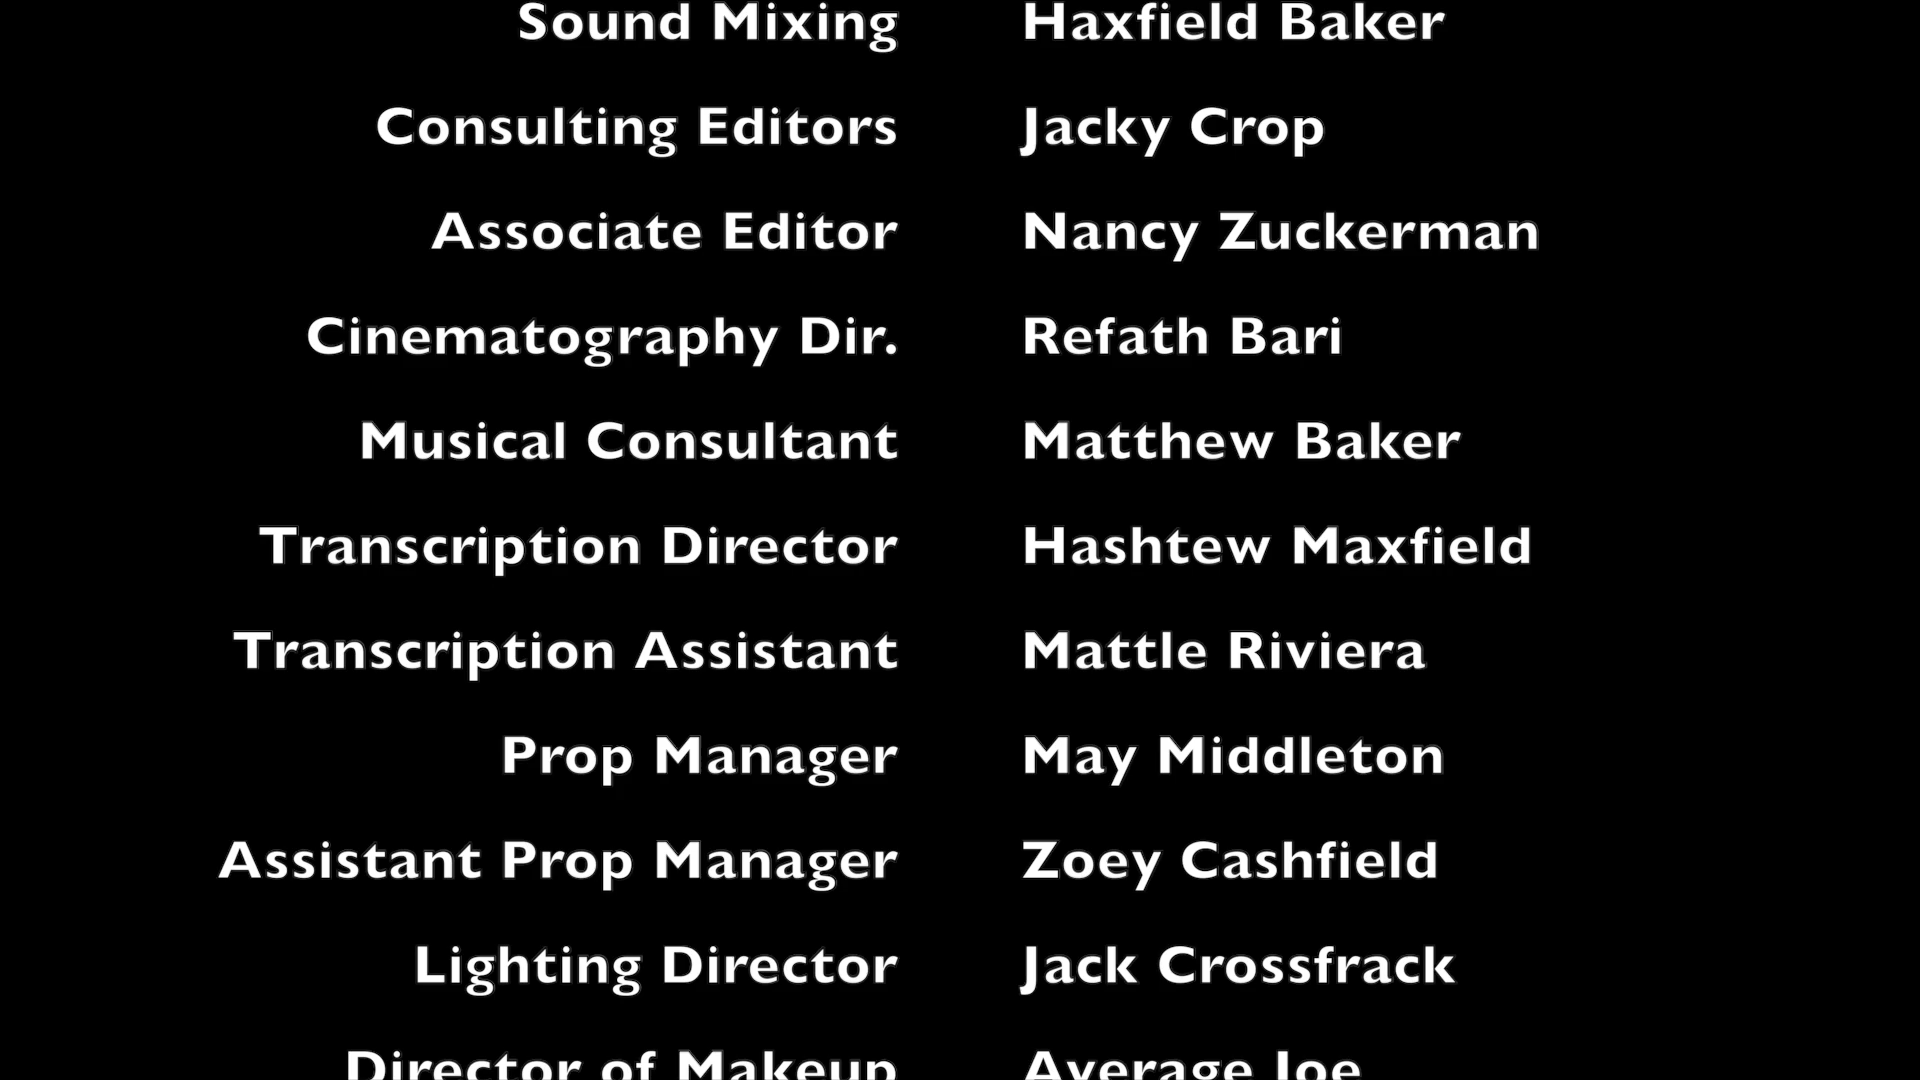 Sound Mixing Haxfield Baker
Consulting Editors Jacky Crop
Associate Editor Nancy Zuckerman
Cinematography Dir. Refath Bari
Musical Consultant Matthew Baker
Transcription Director Hashtew Maxfield
Transcription Assistant Mattle Riviera
Prop Manager May Middleton
Assistant Prop Manager Zoey Cashfield
Lighting Director Jack Crossfrack
Director of Makeup Average Joe